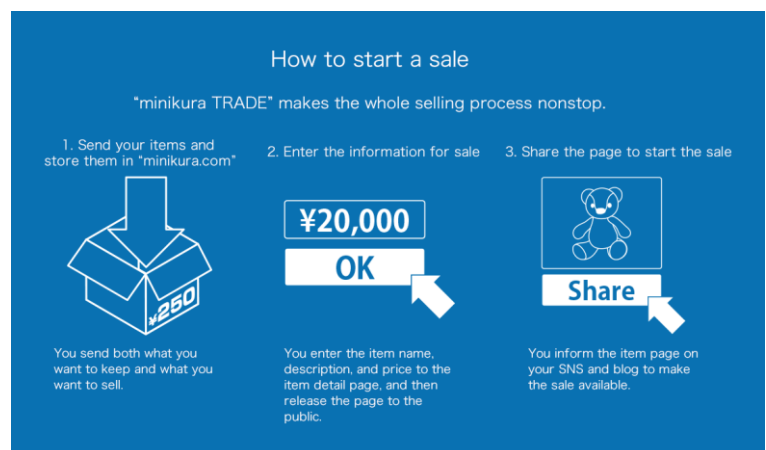 How to start a sale
“minikura TRADE” makes the whole selling process nonstop.
1. Send your items and
store them in “minikura.com”
¥250
You send both what you
want to keep and what you
want to sell.
2. Enter the information for sale
¥20,000
OK
You enter the item name,
description, and price to the
item detail page, and then
release the page to the
public.
3. Share the page to start the sale
Share
You inform the item page on
your SNS and blog to make
the sale available.